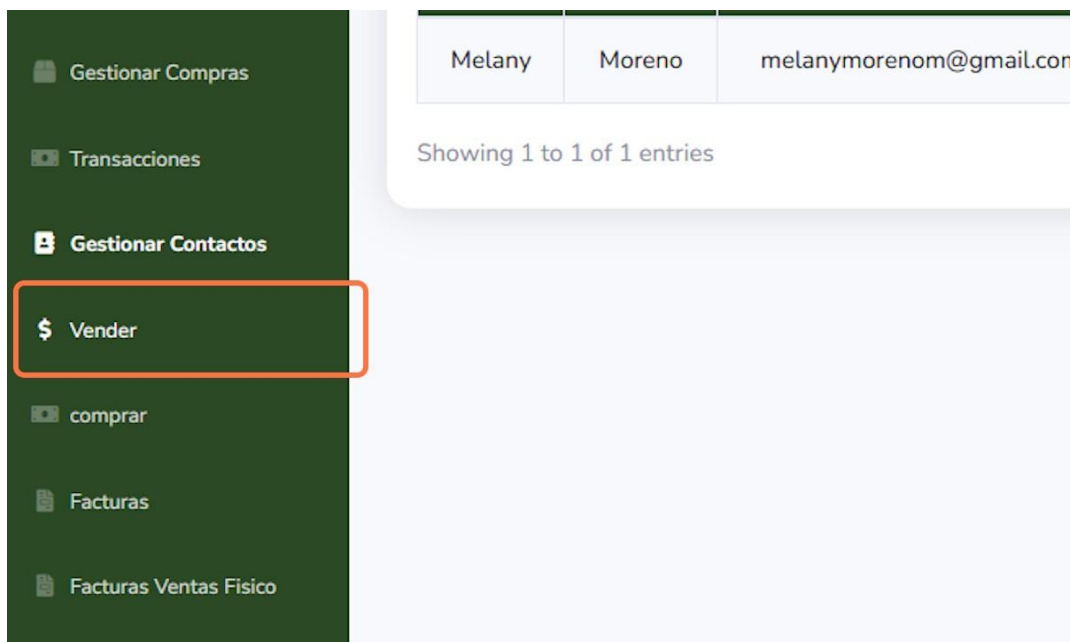 Gestionar Compras
Transacciones
Gestionar Contactos
$ Vender
comprar
Facturas
Facturas Ventas Fisico
Melany Moreno melanymorenom@gmail.com
Showing 1 to 1 of 1 entries